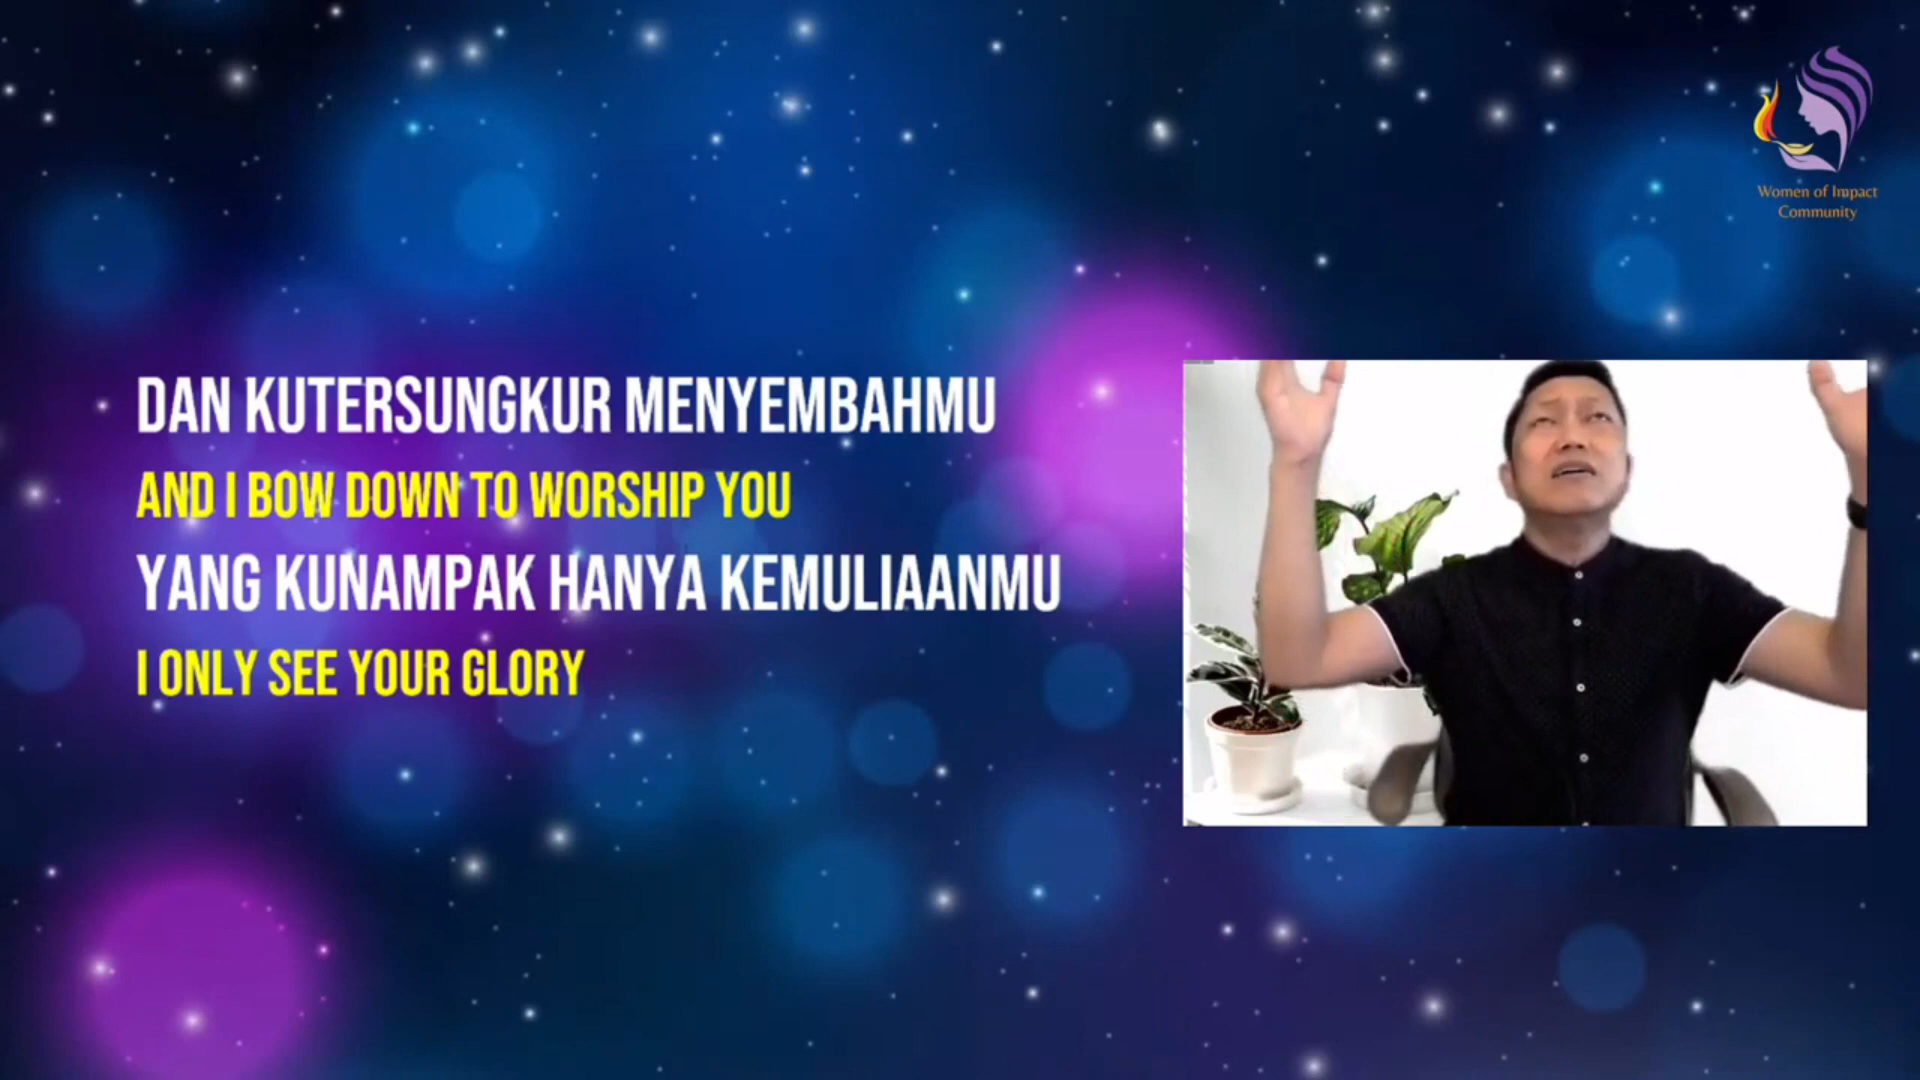 Women of Impact
Community
DAN KUTERSUNGKUR MENYEMBAHMU
AND I BOW DOWN TO WORSHIP YOU
YANG KUNAMPAK HANYA KEMULIAANMU
I ONLY SEE YOUR GLORY